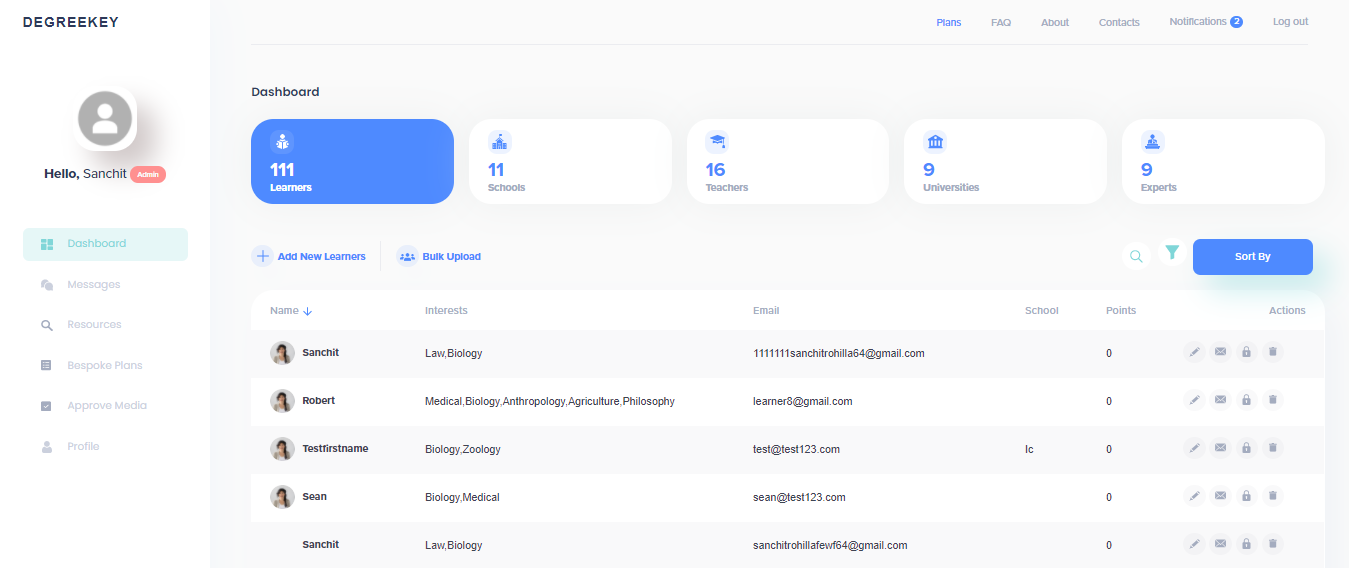 DEGREEKEY
Plans FAQ About Contacts Notifications 2 Log out
Hello, Sanchit Admin
Dashboard
Messages
Resources
Bespoke Plans
Approve Media
Profile
Dashboard
111
Learners
11
Schools
16
Teachers
9
Universities
9
Experts
Add New Learners Bulk Upload Sort By
Name Interests Email School Points Actions
Sanchit Law,Biology 1111111sanchitrohilla64@gmail.com 0
Robert Medical,Biology,Anthropology,Agriculture,Philosophy learner8@gmail.com 0
Testfirstname Biology,Zoology test@test123.com lc 0
Sean Biology,Medical sean@test123.com 0
Sanchit Law,Biology sanchitrohillafewf64@gmail.com 0